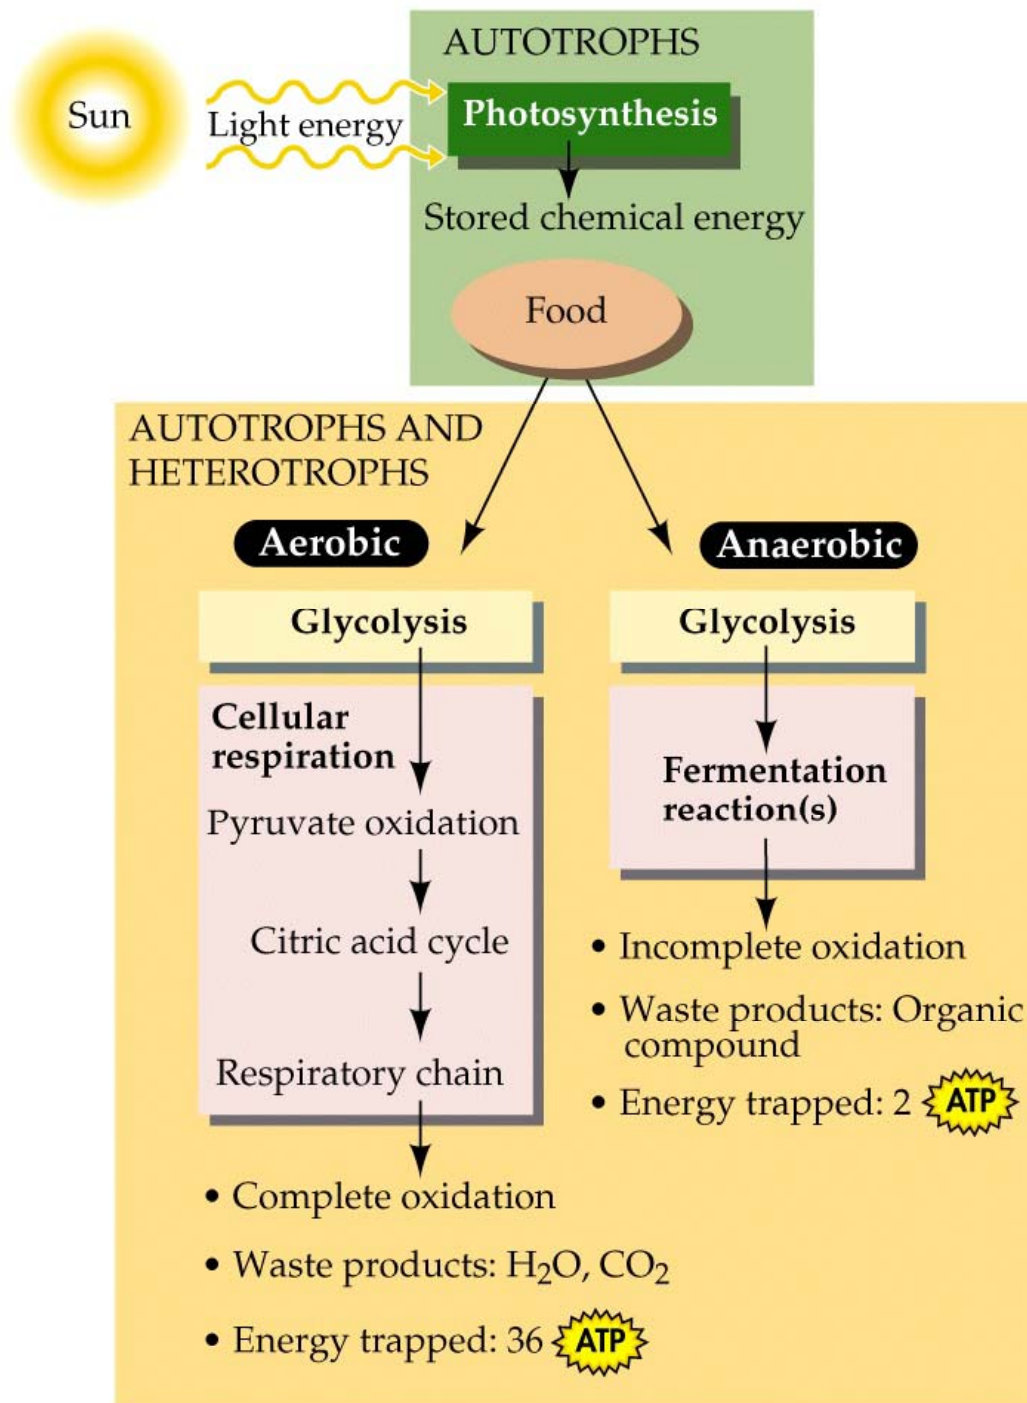 AUTOTROPHS
Sun
Light energy
Photosynthesis
Stored chemical energy
Food
AUTOTROPHS AND
HETEROTROPHS
Aerobic
Glycolysis
Cellular
respiration
Pyruvate oxidation
Citric acid cycle
Respiratory chain
• Complete oxidation
• Waste products: H₂O, CO₂
• Energy trapped: 36 ATP
Anaerobic
Glycolysis
Fermentation
reaction(s)
• Incomplete oxidation
• Waste products: Organic
compound
• Energy trapped: 2 ATP